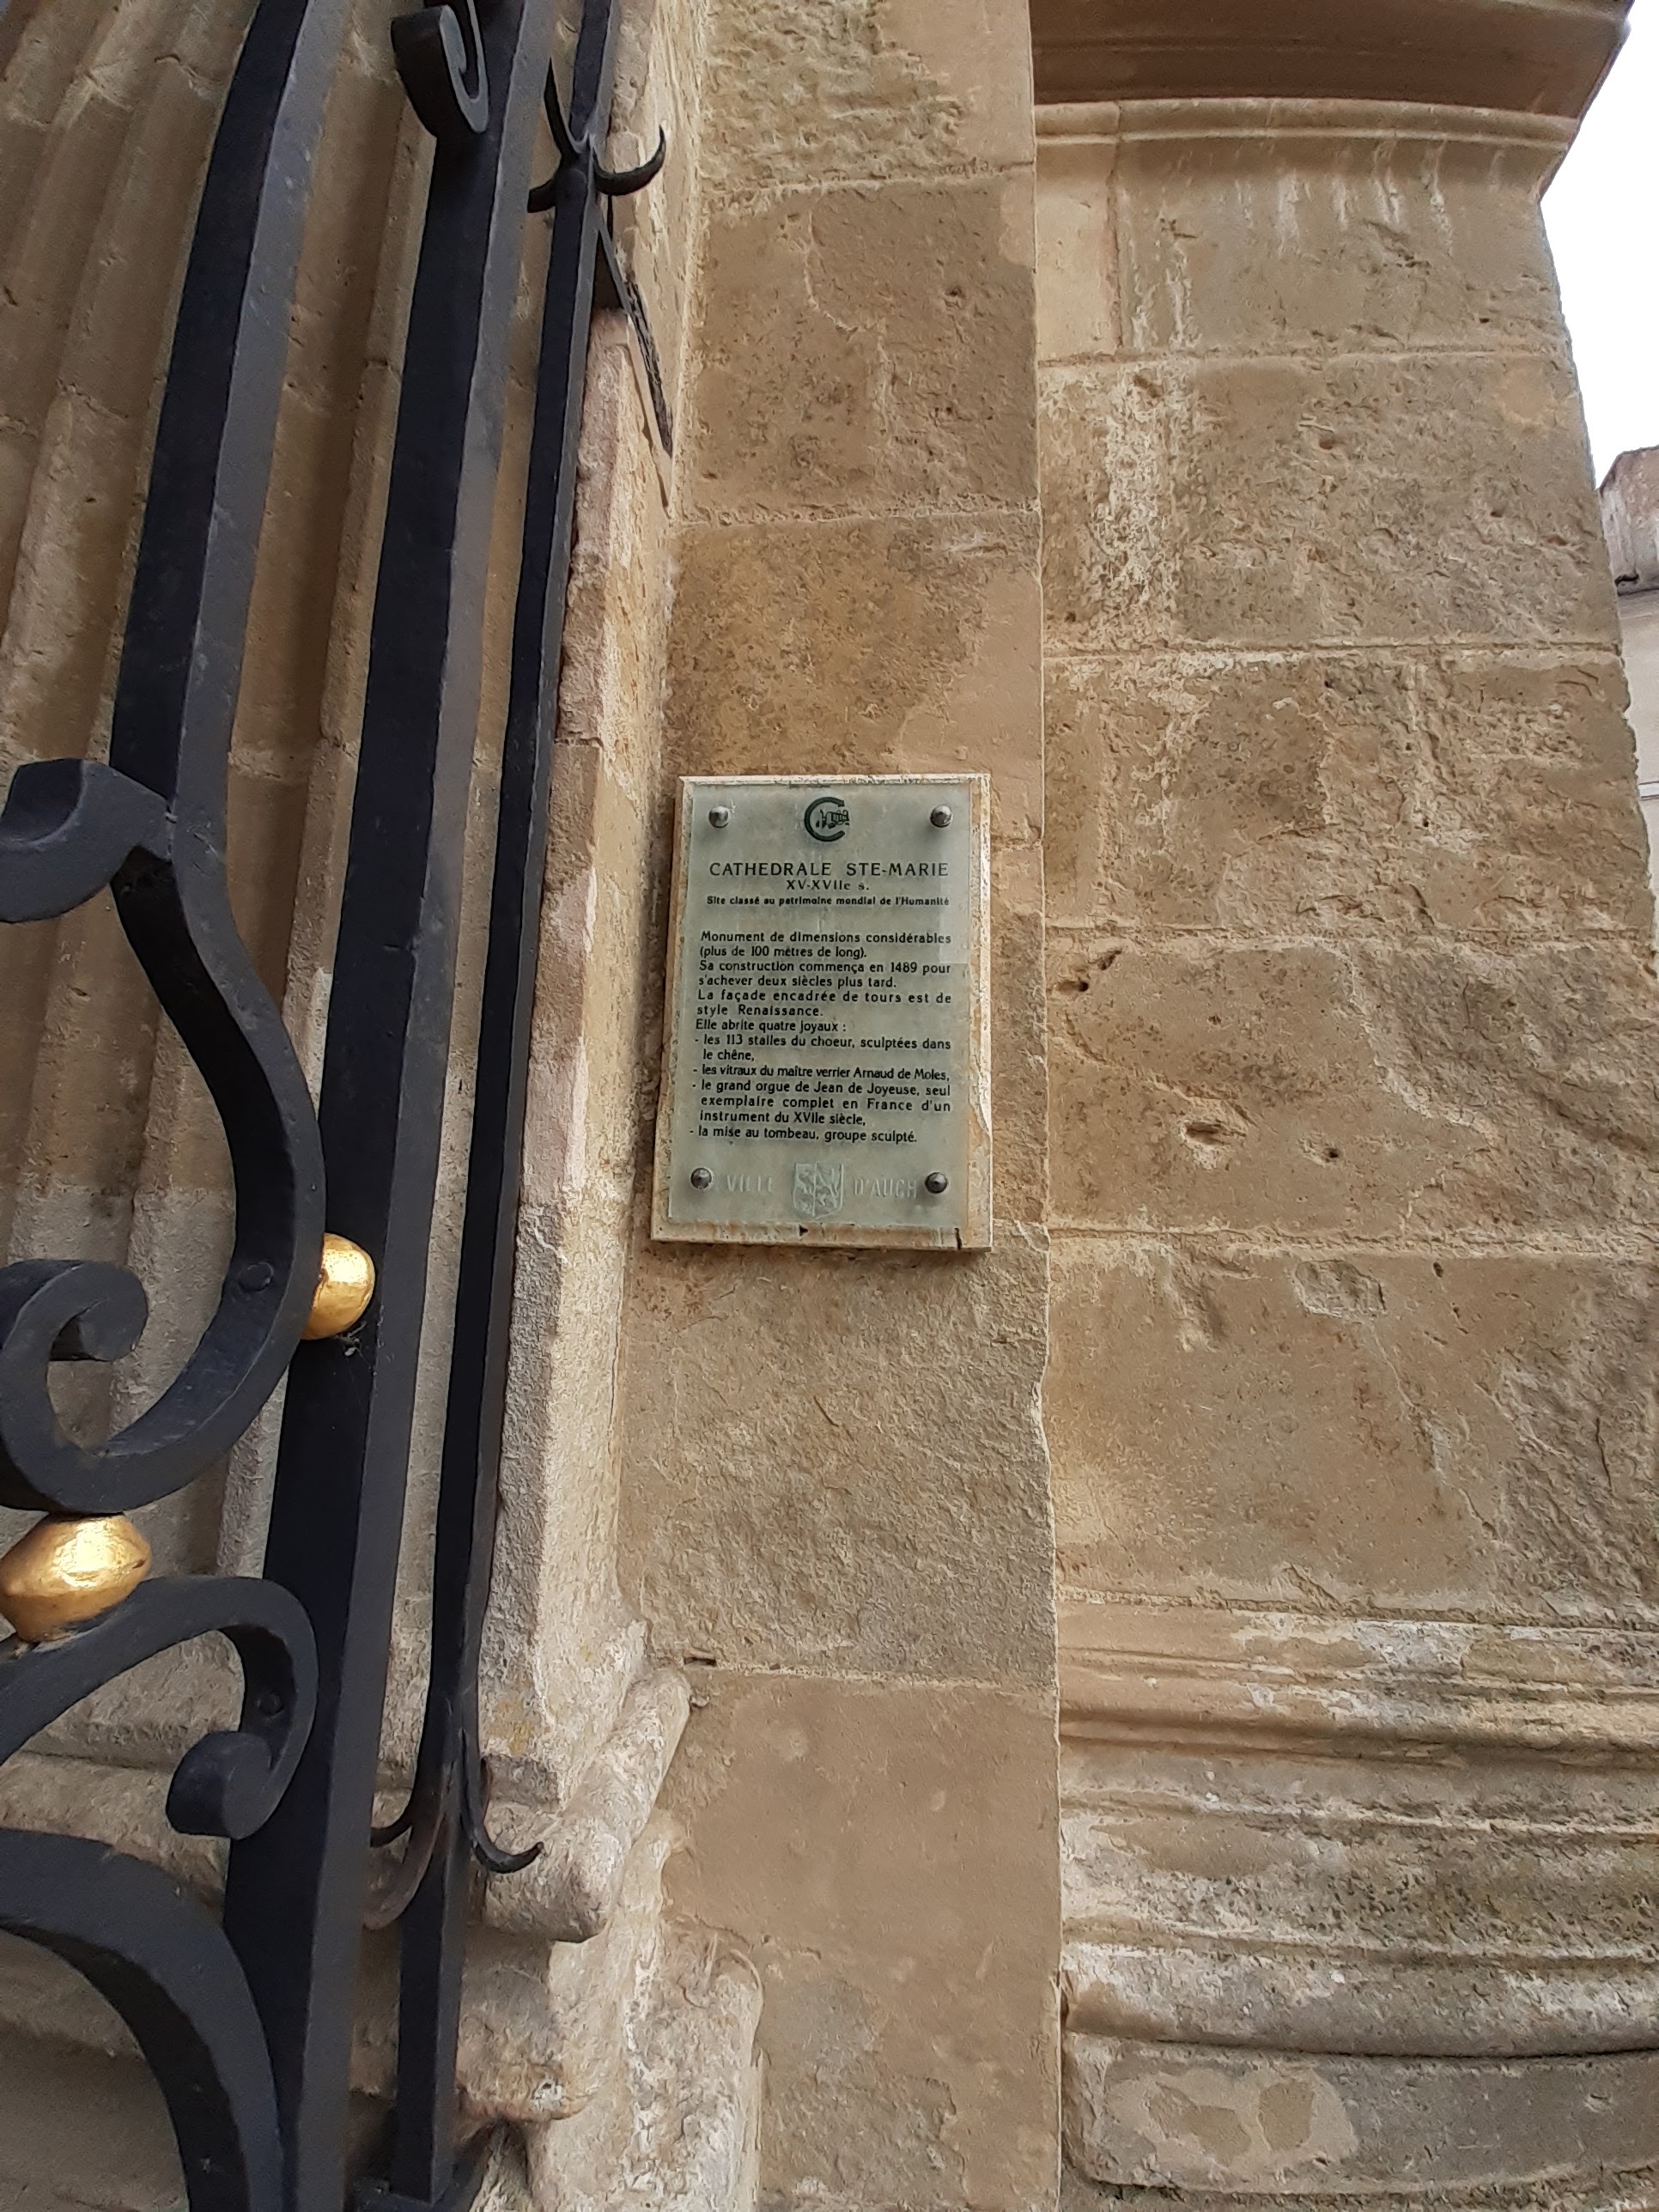 CATHEDRALE STE-MARIE
XV-XVIIe s.
Site classé au patrimoine mondial de l'Humanité
Monument de dimensions considérables
(plus de 100 mètres de long).
Sa construction commença en 1489 pour
s'achever deux siècles plus tard.
La façade encadrée de tours est de
style Renaissance.
Elle abrite quatre joyaux :
- les 113 stalles du choeur, sculptées dans
le chêne,
- les vitraux du maître verrier Arnaud de Moles,
- le grand orgue de Jean de Joyeuse, seul
exemplaire complet en France d'un
instrument du XVIIe siècle,
- la mise au tombeau, groupe sculpté.
VILLE D'AUCH